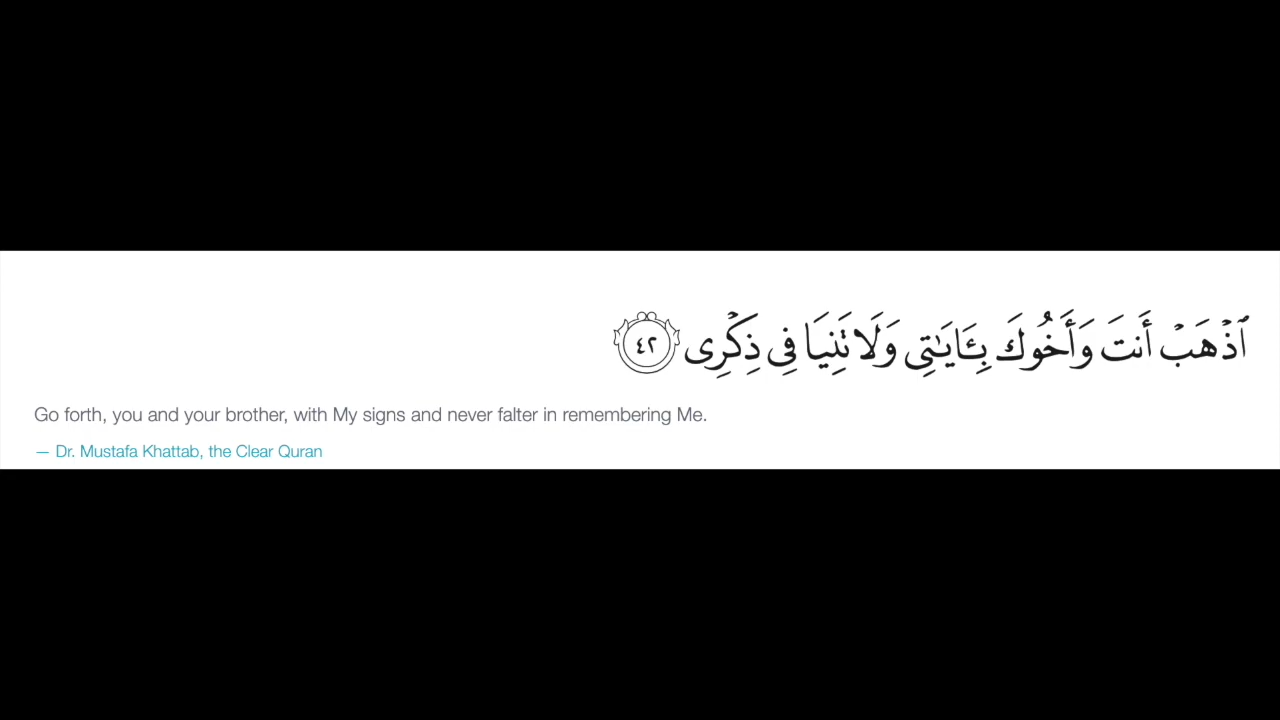 ٱذْهَبْ أَنتَ وَأَخُوكَ بِـَٔايَـٰتِى وَلَا تَنِيَا فِى ذِكْرِى ٤٢
Go forth, you and your brother, with My signs and never falter in remembering Me.
— Dr. Mustafa Khattab, the Clear Quran